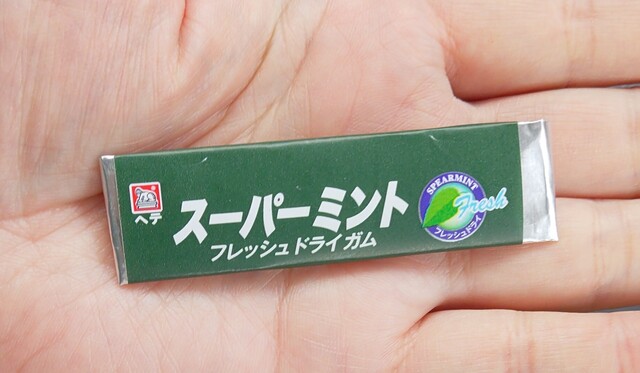 ヘテ
スーパーミント
フレッシュドライガム
SPEARMINT
Fresh
フレッシュドライ